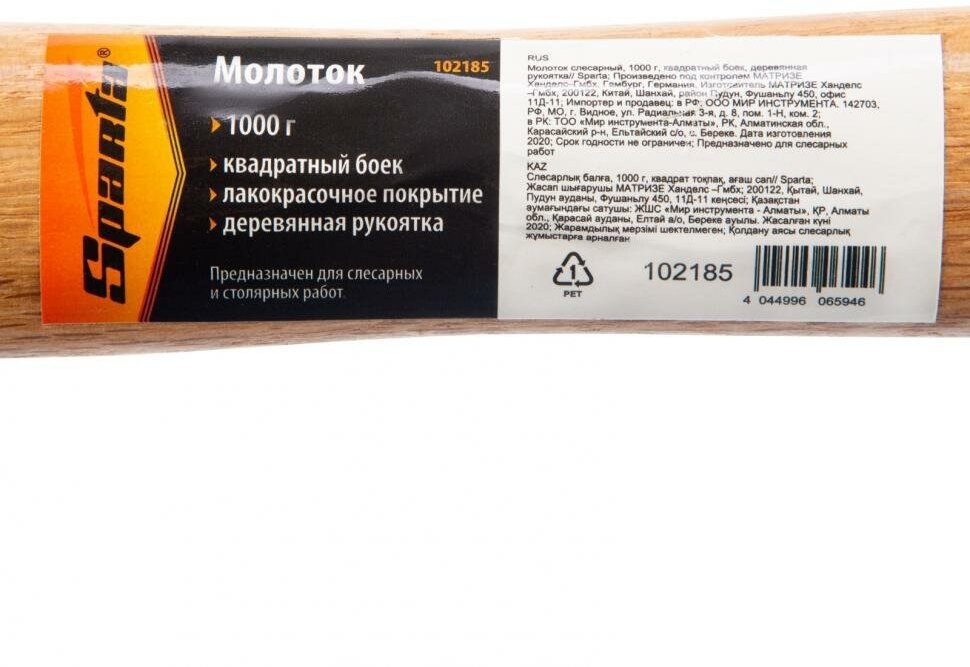 Sparta®
Молоток
102185
1000 г
квадратный боек
лакокрасочное покрытие
деревянная рукоятка
Предназначен для слесарных
и столярных работ
RUS
Молоток слесарный, 1000 г, квадратный боек, деревянная
рукоятка// Sparta; Произведено под контролем МАТРИЗЕ
Ханделс-Гмбх, Гамбург, Германия. Изготовитель МАТРИЗЕ Ханделс
–Гмбх, 200122, Китай, Шанхай, район Пудун, Фушаньлу 450, офис
11Д-11; Импортер и продавец: в РФ: ООО МИР ИНСТРУМЕНТА. 142703,
РФ, МО, г. Видное, ул. Радиальная 3-я, д. 8, пом. 1-Н, ком. 2;
в РК: ТОО «Мир инструмента-Алматы», РК, Алматинская обл.,
Карасайский р-н, Ельтайский с/о, с. Береке. Дата изготовления
2020; Срок годности не ограничен; Предназначено для слесарных
работ
KAZ
Слесарлық балға, 1000 г, квадрат тоқпақ, ағаш сап// Sparta;
Жасап шығарушы МАТРИЗЕ Ханделс –Гмбх; 200122, Қытай, Шанхай,
Пудун ауданы, Фушаньлу 450, 11Д-11 кеңсесі; Қазақстан
аумағындағы сатушы: ЖШС «Мир инструмента - Алматы», ҚР, Алматы
обл., Қарасай ауданы, Елтай а/о, Береке ауылы. Жасалған күні
2020; Жарамдылық мерзімі шектелмеген; Қолдану аясы слесарлық
жұмыстарға арналған
1
PET
102185
4 044996 065946